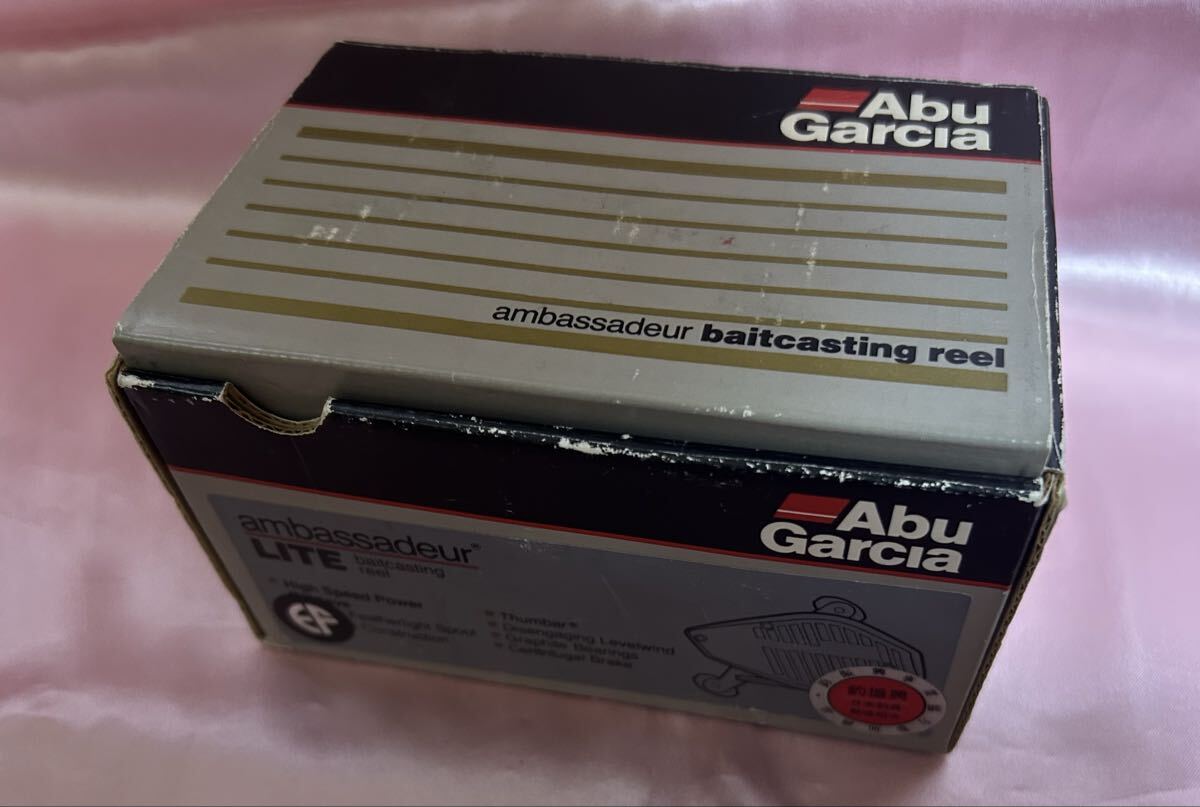 Abu
Garcia
ambassadeur baitcasting reel
Abu
Garcia
ambassadeur®
LITE baitcasting
reel
High Speed Power
Featherlight Spool
Construction
EF
Thumbar®
Disengaging Levelwind
Graphite Bearings
Centrifugal Brake